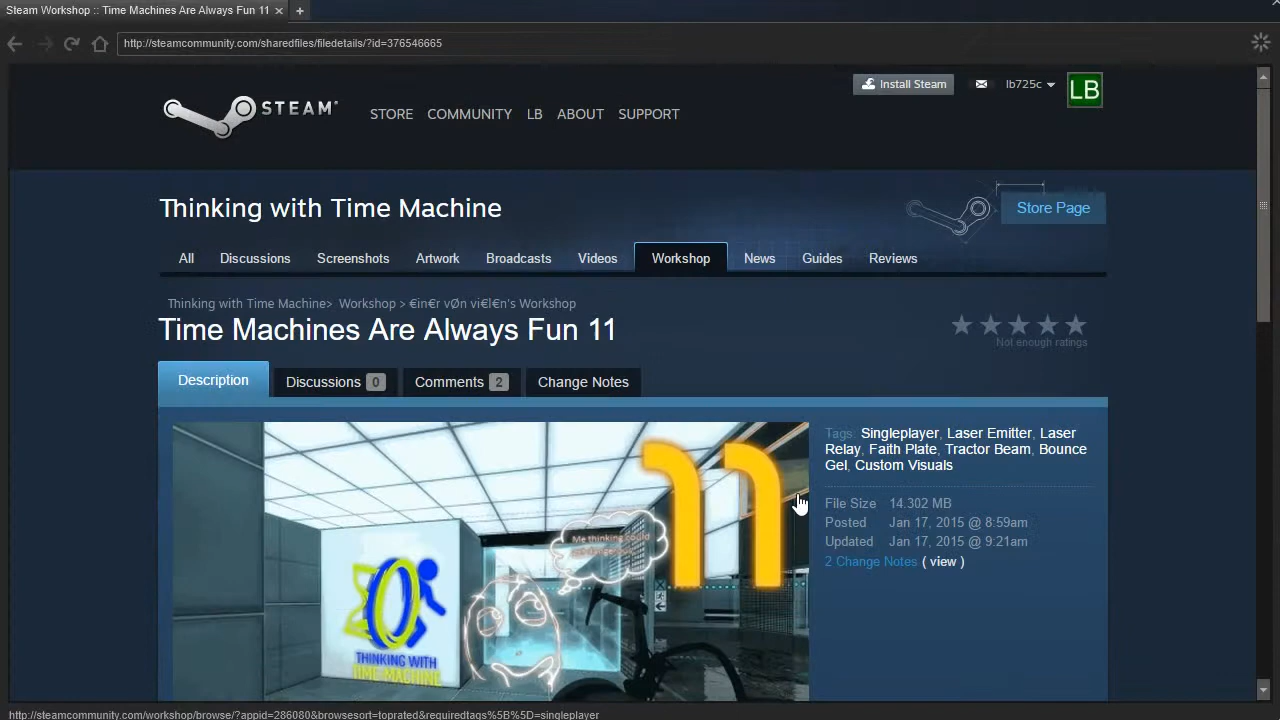 Steam Workshop :: Time Machines Are Always Fun 11
http://steamcommunity.com/sharedfiles/filedetails/?id=376546665
Install Steam
lb725c
LB
STEAM
STORE COMMUNITY LB ABOUT SUPPORT
Thinking with Time Machine
Store Page
All Discussions Screenshots Artwork Broadcasts Videos Workshop News Guides Reviews
Thinking with Time Machine> Workshop > €in€r vØn vi€l€n's Workshop
Time Machines Are Always Fun 11
Not enough ratings
Description Discussions 0 Comments 2 Change Notes
11
Me thinking could
get dangerous
THINKING WITH
TIME MACHINE
Tags Singleplayer, Laser Emitter, Laser
Relay, Faith Plate, Tractor Beam, Bounce
Gel, Custom Visuals
File Size 14.302 MB
Posted Jan 17, 2015 @ 8:59am
Updated Jan 17, 2015 @ 9:21am
2 Change Notes ( view )
http://steamcommunity.com/workshop/browse/?appid=286080&browsesort=toprated&requiredtags%5B%5D=singleplayer